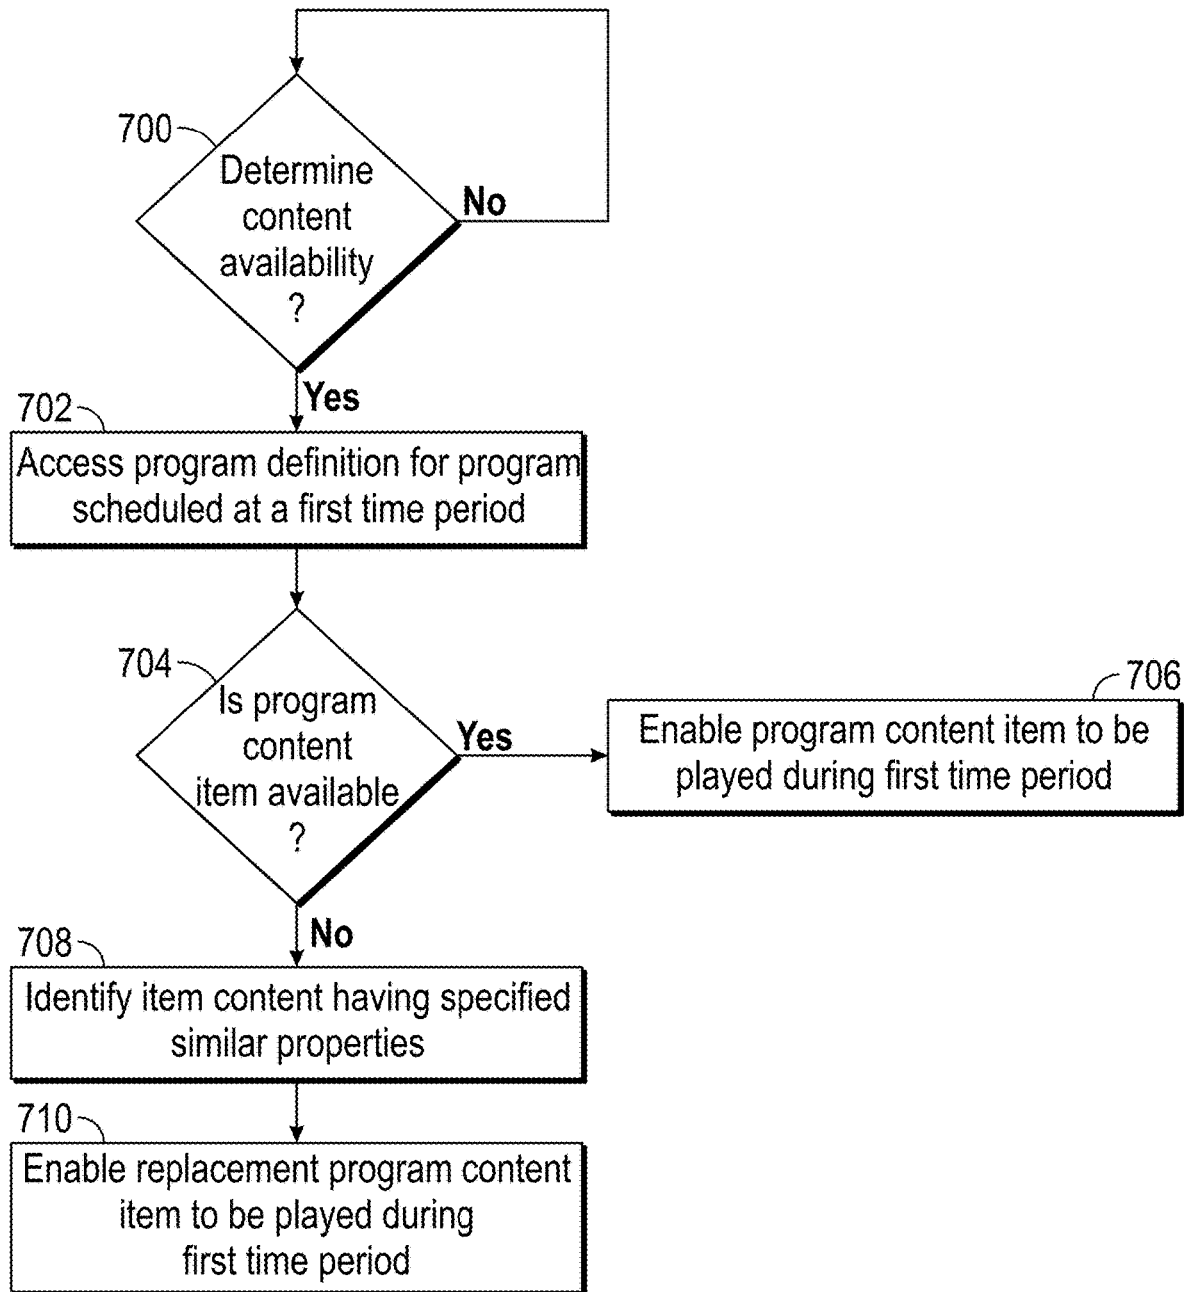 700
Determine
content
availability
?
No
Yes
702
Access program definition for program
scheduled at a first time period
704
Is program
content
item available
?
Yes
706
Enable program content item to be
played during first time period
No
708
Identify item content having specified
similar properties
710
Enable replacement program content
item to be played during
first time period